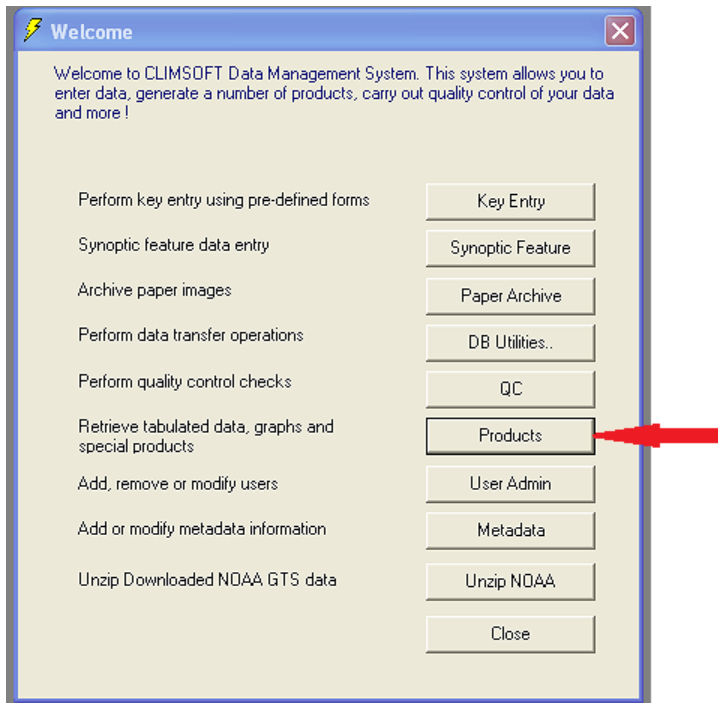 Welcome
Welcome to CLIMSOFT Data Management System. This system allows you to
enter data, generate a number of products, carry out quality control of your data
and more !
Perform key entry using pre-defined forms Key Entry
Synoptic feature data entry Synoptic Feature
Archive paper images Paper Archive
Perform data transfer operations DB Utilities..
Perform quality control checks QC
Retrieve tabulated data, graphs and
special products Products
Add, remove or modify users User Admin
Add or modify metadata information Metadata
Unzip Downloaded NOAA GTS data Unzip NOAA
Close